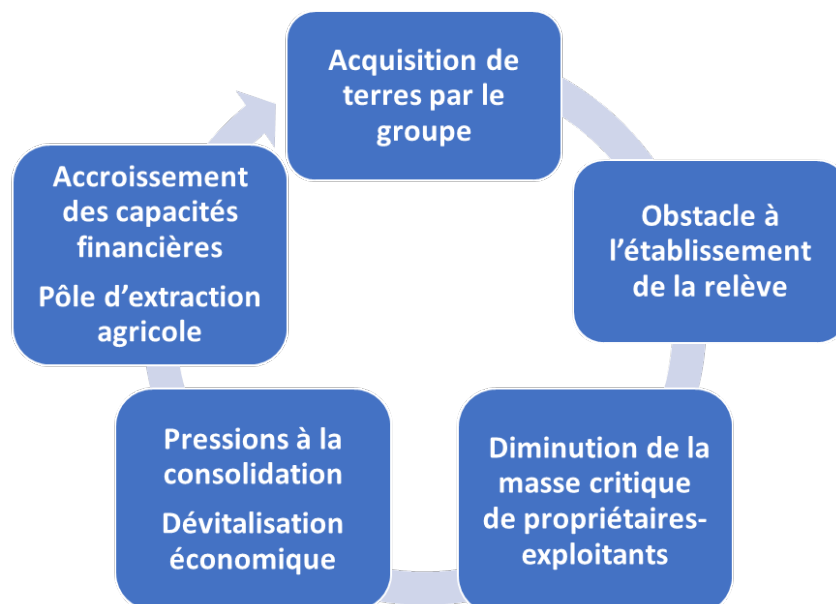 Acquisition de
terres par le
groupe
Obstacle à
l’établissement
de la relève
Diminution de la
masse critique
de propriétaires-
exploitants
Pressions à la
consolidation
Dévitalisation
économique
Accroissement
des capacités
financières
Pôle d’extraction
agricole